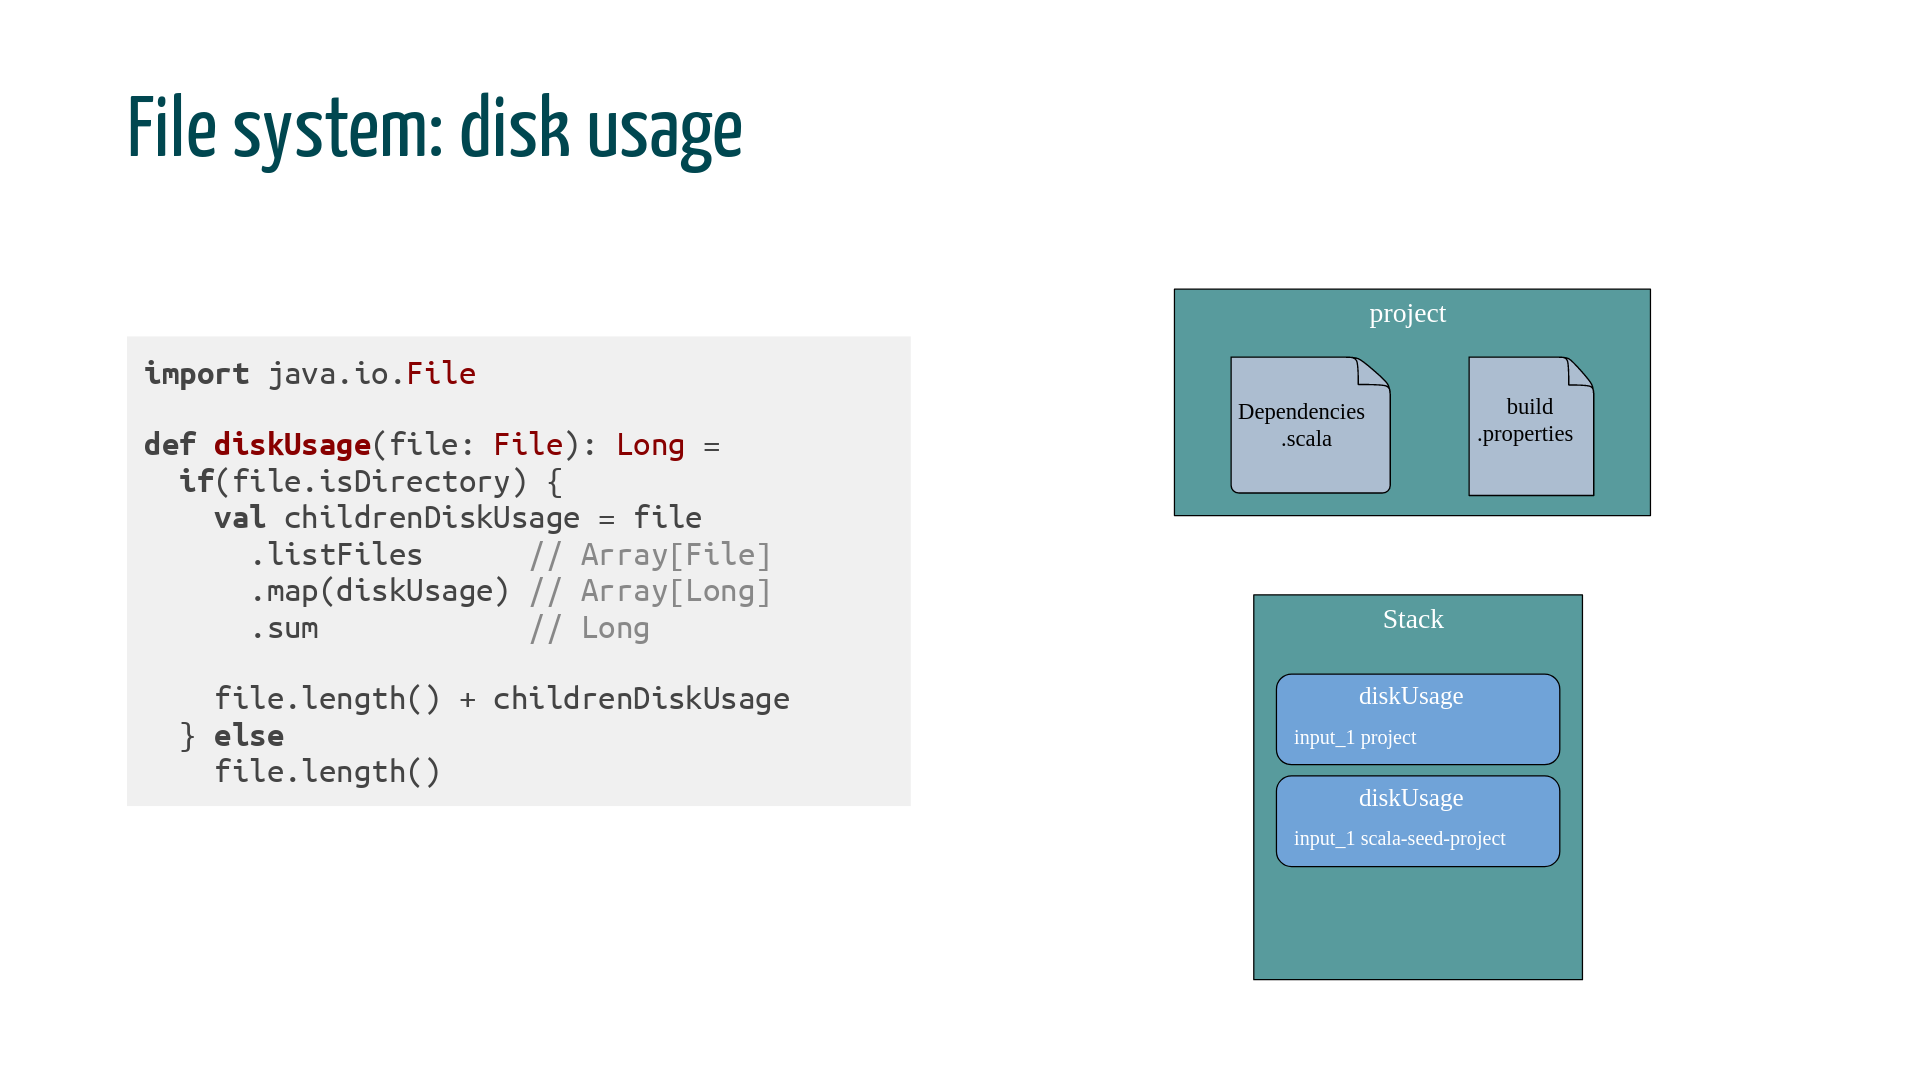 File system: disk usage
import java.io.File
def diskUsage(file: File): Long =
  if(file.isDirectory) {
    val childrenDiskUsage = file
      .listFiles      // Array[File]
      .map(diskUsage) // Array[Long]
      .sum            // Long
    file.length() + childrenDiskUsage
  } else
    file.length()
project
Dependencies
.scala
build
.properties
Stack
diskUsage
input_1 project
diskUsage
input_1 scala-seed-project